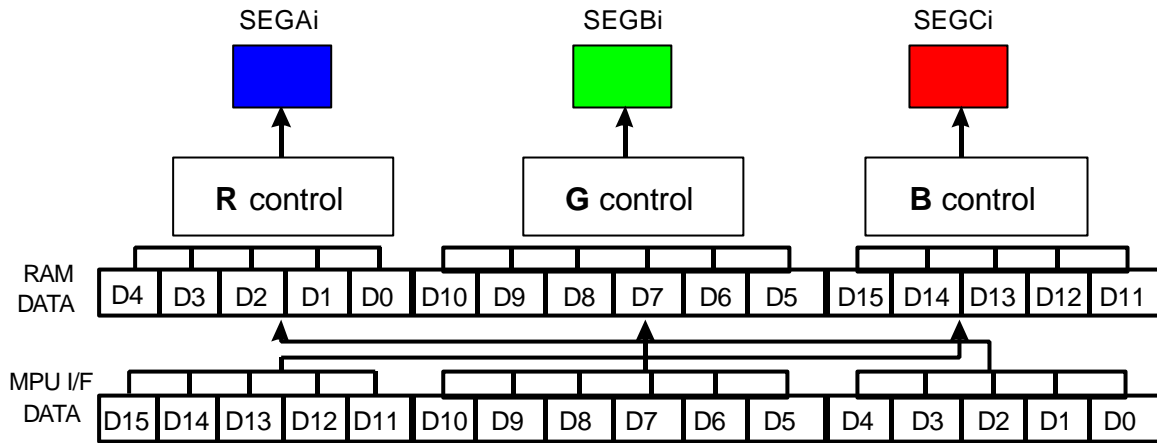 SEGAi SEGBi SEGCi
R control G control B control
RAM DATA D4 D3 D2 D1 D0 D10 D9 D8 D7 D6 D5 D15 D14 D13 D12 D11
MPU I/F DATA D15 D14 D13 D12 D11 D10 D9 D8 D7 D6 D5 D4 D3 D2 D1 D0